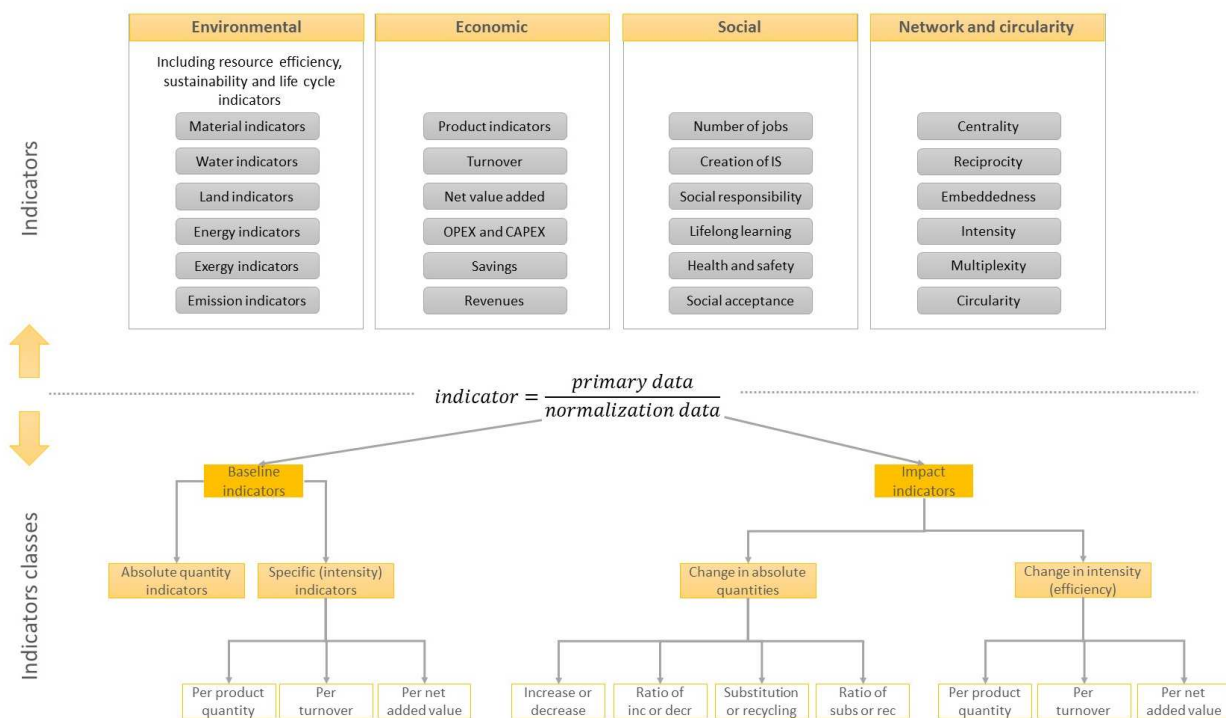 Indicators
Environmental
Including resource efficiency,
sustainability and life cycle
indicators
Material indicators
Water indicators
Land indicators
Energy indicators
Exergy indicators
Emission indicators
Economic
Product indicators
Turnover
Net value added
OPEX and CAPEX
Savings
Revenues
Social
Number of jobs
Creation of IS
Social responsibility
Lifelong learning
Health and safety
Social acceptance
Network and circularity
Centrality
Reciprocity
Embeddedness
Intensity
Multiplexity
Circularity
indicator = primary data
normalization data
Indicators classes
Baseline
indicators
Impact
indicators
Absolute quantity
indicators
Specific (intensity)
indicators
Change in absolute
quantities
Change in intensity
(efficiency)
Per product
quantity
Per
turnover
Per net
added value
Increase or
decrease
Ratio of
inc or decr
Substitution
or recycling
Ratio of
subs or rec
Per product
quantity
Per
turnover
Per net
added value